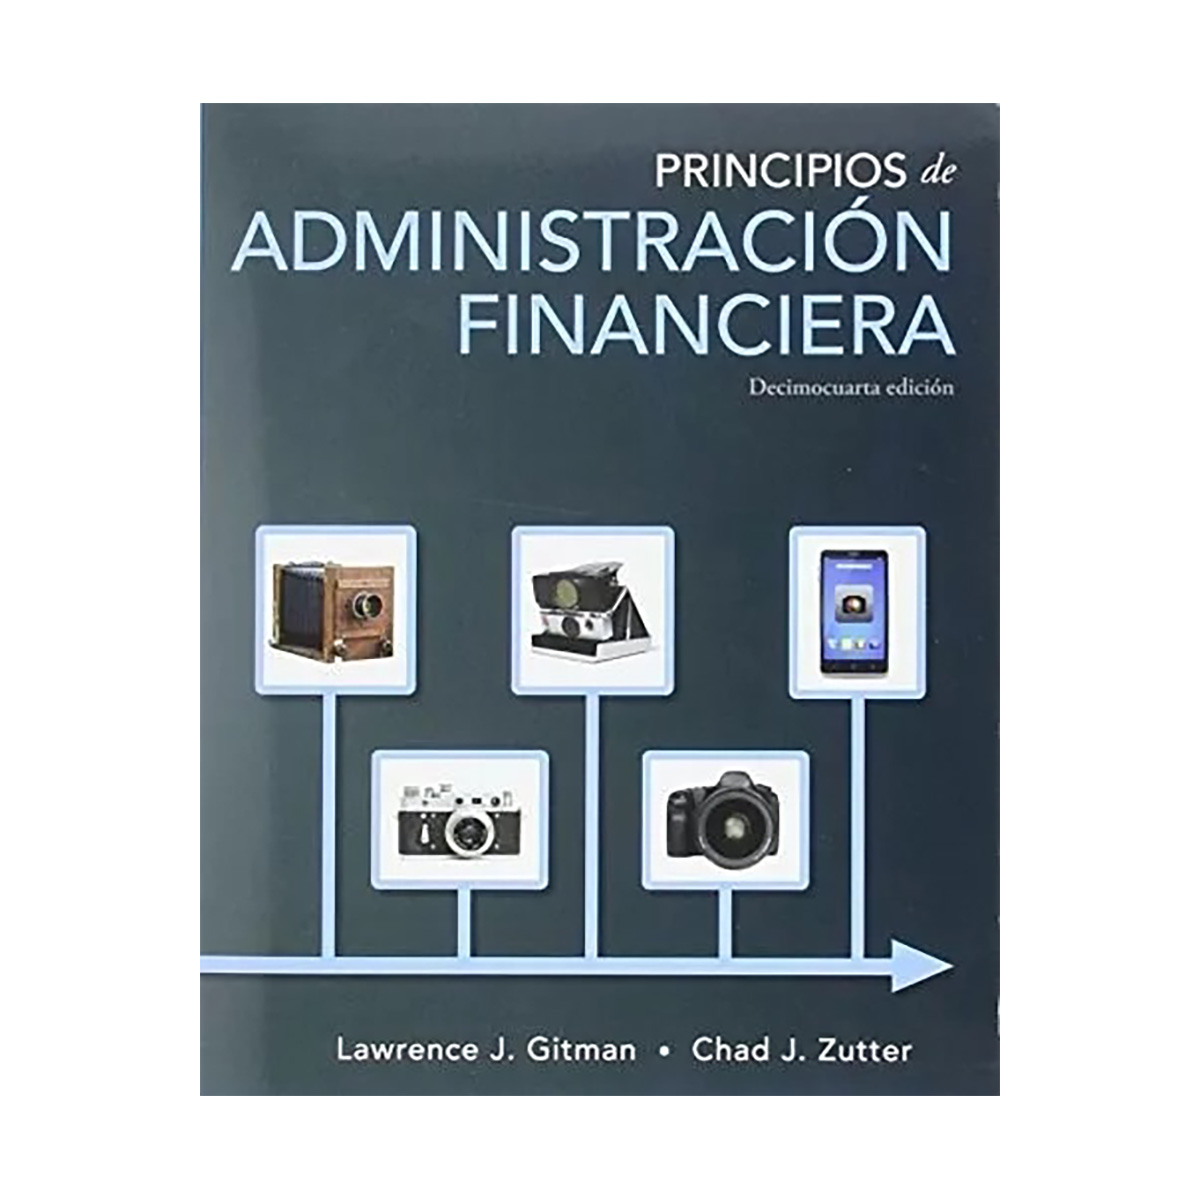 PRINCIPIOS de
ADMINISTRACIÓN
FINANCIERA
Decimocuarta edición
Lawrence J. Gitman • Chad J. Zutter